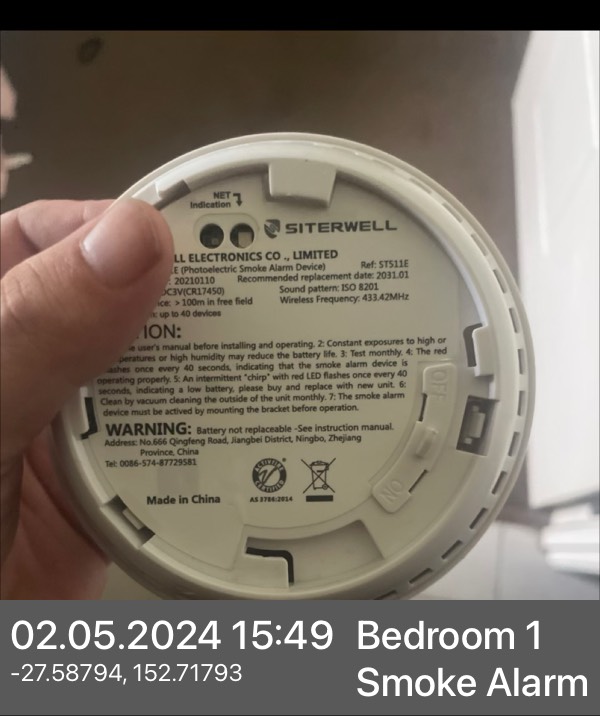 NET
Indication
SITERWELL
LL ELECTRONICS CO ., LIMITED
E (Photoelectric Smoke Alarm Device) Ref: ST511E
: 20210110 Recommended replacement date: 2031.01
DC3V(CR17450) Sound pattern: ISO 8201
ce: > 100m in free field Wireless Frequency: 433.42MHz
n: up to 40 devices
ION:
e user's manual before installing and operating. 2: Constant exposures to high or
peratures or high humidity may reduce the battery life. 3: Test monthly. 4: The red
lashes once every 40 seconds, indicating that the smoke alarm device is
operating properly. 5: An intermittent "chirp" with red LED flashes once every 40
seconds, indicating a low battery, please buy and replace with new unit. 6:
Clean by vacuum cleaning the outside of the unit monthly. 7: The smoke alarm
device must be actived by mounting the bracket before operation.
WARNING: Battery not replaceable -See instruction manual.
Address: No.666 Qingfeng Road, Jiangbei District, Ningbo, Zhejiang
Province, China
Tel: 0086-574-87729581
Made in China
AS 3786:2014
OFF
ON
02.05.2024 15:49
-27.58794, 152.71793
Bedroom 1
Smoke Alarm